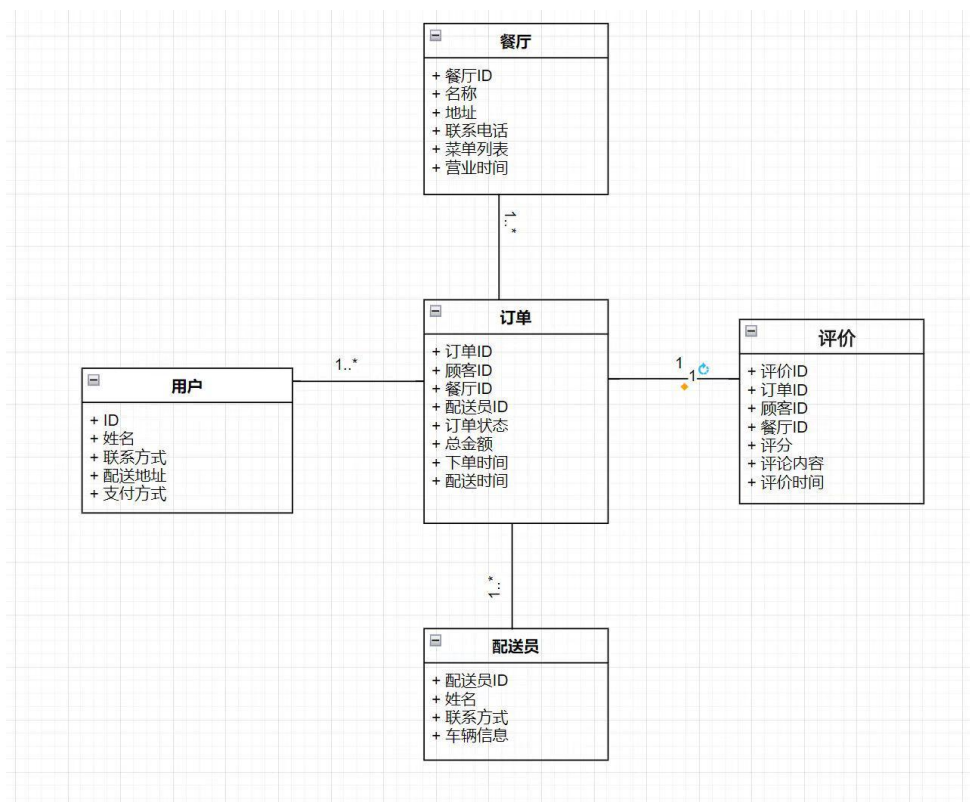 餐厅
+ 餐厅ID
+ 名称
+ 地址
+ 联系电话
+ 菜单列表
+ 营业时间
1..*
订单
+ 订单ID
+ 顾客ID
+ 餐厅ID
+ 配送员ID
+ 订单状态
+ 总金额
+ 下单时间
+ 配送时间
1..*
用户
+ ID
+ 姓名
+ 联系方式
+ 配送地址
+ 支付方式
1
1
评价
+ 评价ID
+ 订单ID
+ 顾客ID
+ 餐厅ID
+ 评分
+ 评论内容
+ 评价时间
1..*
配送员
+ 配送员ID
+ 姓名
+ 联系方式
+ 车辆信息